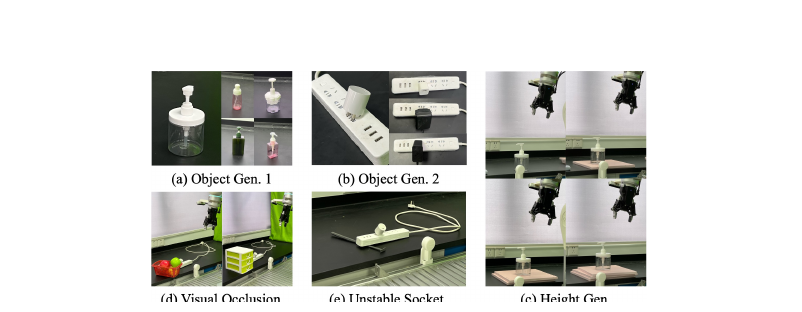 (a) Object Gen. 1
(b) Object Gen. 2
(d) Visual Occlusion
(e) Unstable Socket
(c) Height Gen.